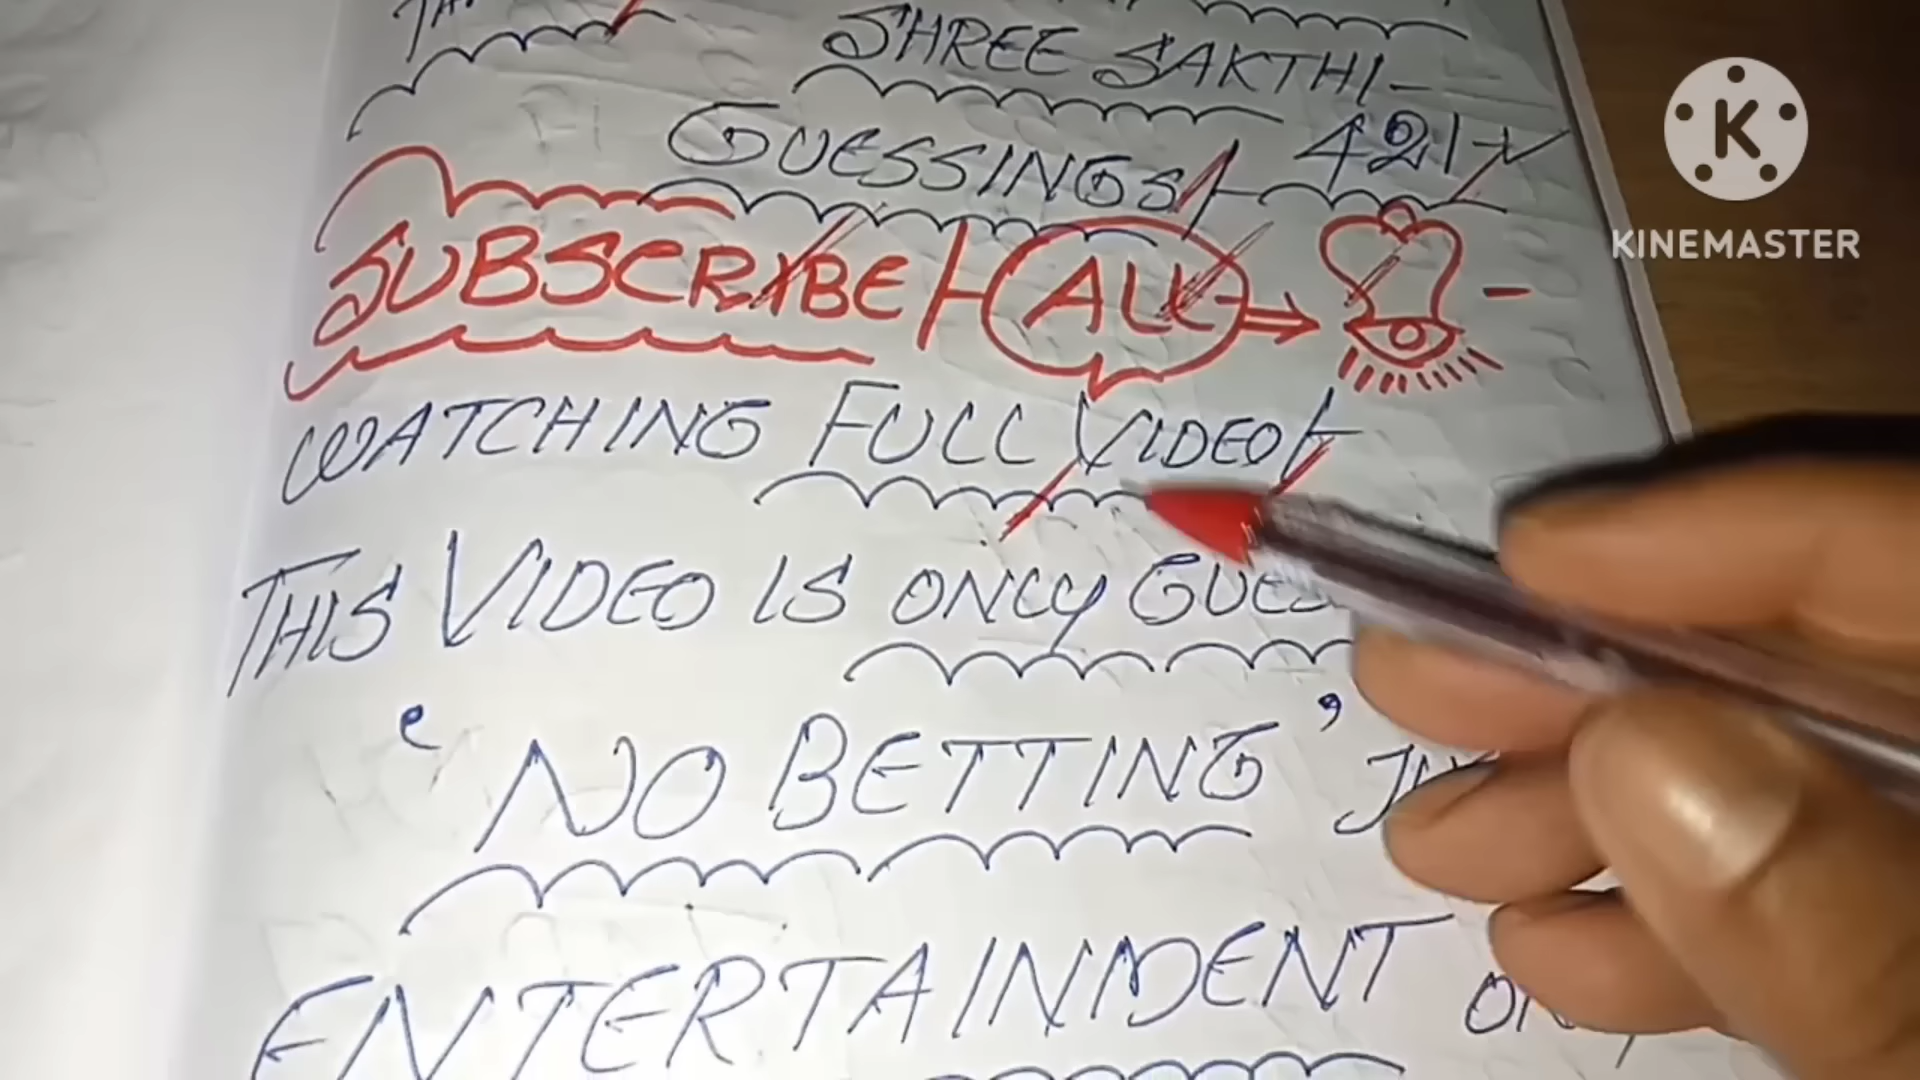 SHREE SAKTHI-
GUESSINGS/- 421
SUBSCRIBE/- ALL →
WATCHING FULL VIDEO/-
THIS VIDEO IS ONLY
' NO BETTING '
ENTERTAINMENT
KINEMASTER